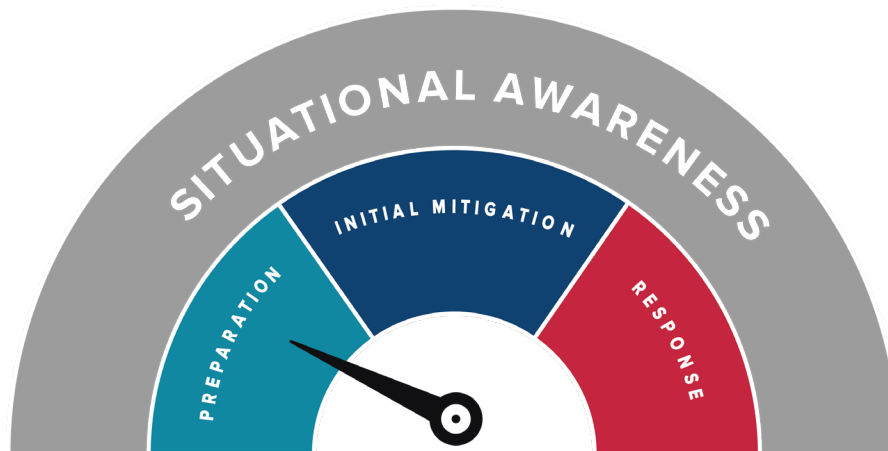 SITUATIONAL AWARENESS
PREPARATION
INITIAL MITIGATION
RESPONSE